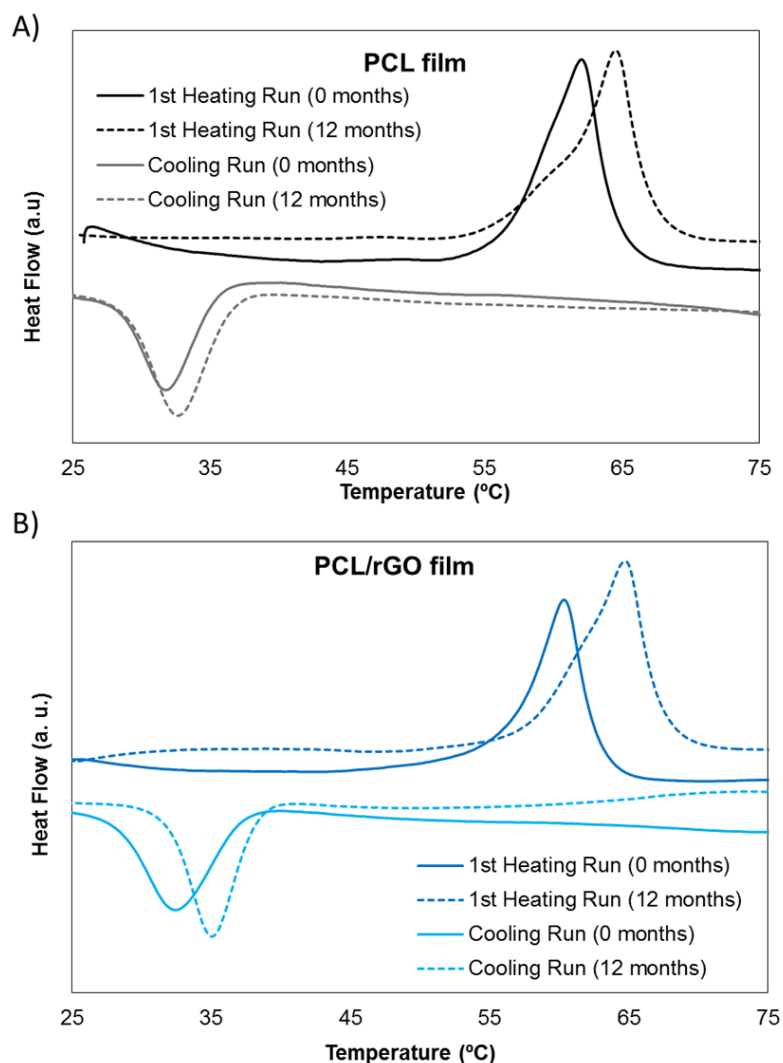 A)
PCL film
1st Heating Run (0 months)
1st Heating Run (12 months)
Cooling Run (0 months)
Cooling Run (12 months)
Heat Flow (a.u)
25 35 45 55 65 75
Temperature (ºC)
B)
PCL/rGO film
Heat Flow (a. u.)
1st Heating Run (0 months)
1st Heating Run (12 months)
Cooling Run (0 months)
Cooling Run (12 months)
25 35 45 55 65 75
Temperature (ºC)